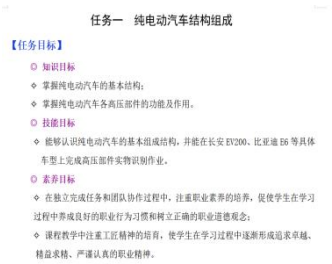 任务一 纯电动汽车结构组成
【任务目标】
◎ 知识目标
✧ 掌握纯电动汽车的基本结构；
✧ 掌握纯电动汽车各高压部件的功能及作用。
◎ 技能目标
✧ 能够认识纯电动汽车的基本组成结构，并能在长安 EV200、比亚迪 E6 等具体
车型上完成高压部件实物识别作业。
◎ 素养目标
✧ 在独立完成任务和团队协作过程中，注重职业素养的培养，促使学生在学习
过程中养成良好的职业行为习惯和树立正确的职业道德观念；
✧ 课程教学中注重工匠精神的培育，使学生在学习过程中逐渐形成追求卓越、
精益求精、严谨认真的职业精神。